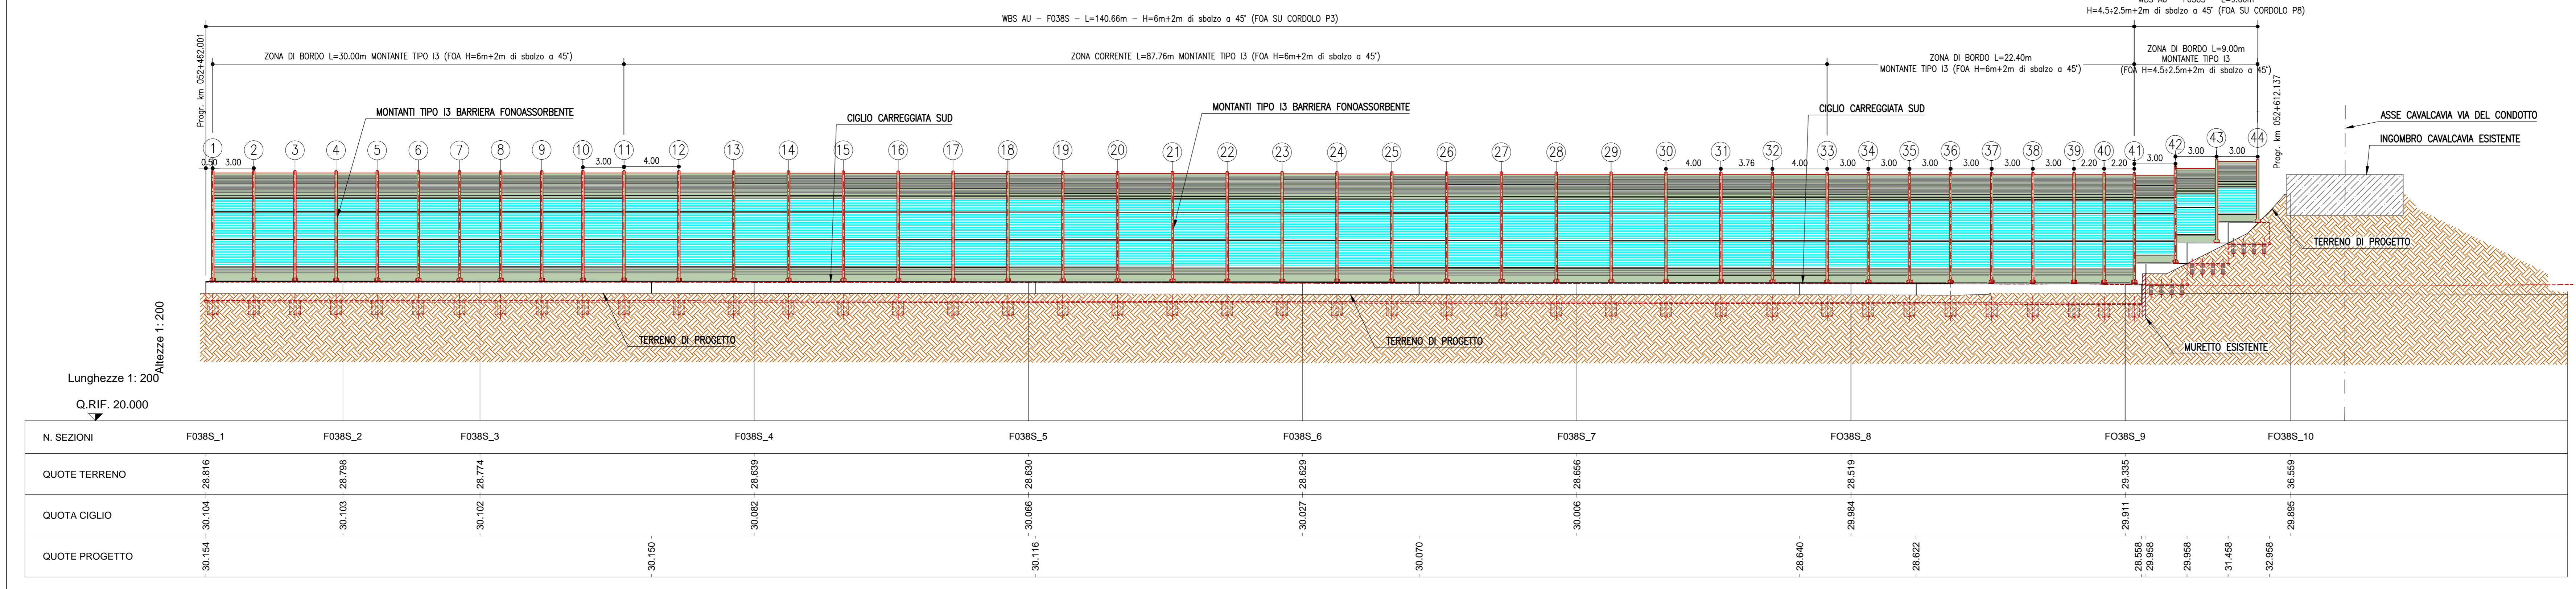 WBS AU - F038S - L=140.66m - H=6m+2m di sbalzo a 45° (FOA SU CORDOLO P3)
H=4.5÷2.5m+2m di sbalzo a 45° (FOA SU CORDOLO P8)
Progr. km 052+462.001
ZONA DI BORDO L=30.00m MONTANTE TIPO I3 (FOA H=6m+2m di sbalzo a 45°)
ZONA CORRENTE L=87.76m MONTANTE TIPO I3 (FOA H=6m+2m di sbalzo a 45°)
ZONA DI BORDO L=22.40m
MONTANTE TIPO I3 (FOA H=6m+2m di sbalzo a 45°)
ZONA DI BORDO L=9.00m
MONTANTE TIPO I3
(FOA H=4.5÷2.5m+2m di sbalzo a 45°)
Progr. km 052+612.137
MONTANTI TIPO I3 BARRIERA FONOASSORBENTE
CIGLIO CARREGGIATA SUD
MONTANTI TIPO I3 BARRIERA FONOASSORBENTE
CIGLIO CARREGGIATA SUD
ASSE CAVALCAVIA VIA DEL CONDOTTO
INGOMBRO CAVALCAVIA ESISTENTE
1 2 3 4 5 6 7 8 9 10 11 12 13 14 15 16 17 18 19 20 21 22 23 24 25 26 27 28 29 30 31 32 33 34 35 36 37 38 39 40 41 42 43 44
0.50 3.00 3.00 4.00 4.00 3.76 4.00 3.00 3.00 3.00 3.00 3.00 3.00 2.20 2.20 3.00 3.00 3.00
TERRENO DI PROGETTO
TERRENO DI PROGETTO
TERRENO DI PROGETTO
MURETTO ESISTENTE
Altezze 1: 200
Lunghezze 1: 200
Q.RIF. 20.000
N. SEZIONI F038S_1 F038S_2 F038S_3 F038S_4 F038S_5 F038S_6 F038S_7 FO38S_8 FO38S_9 FO38S_10
QUOTE TERRENO 28.816 28.798 28.774 28.639 28.630 28.629 28.656 28.519 29.335 36.559
QUOTA CIGLIO 30.104 30.103 30.102 30.082 30.066 30.027 30.006 29.984 29.911 29.895
QUOTE PROGETTO 30.154 30.150 30.116 30.070 28.640 28.622 28.558 29.958 29.958 31.458 32.958